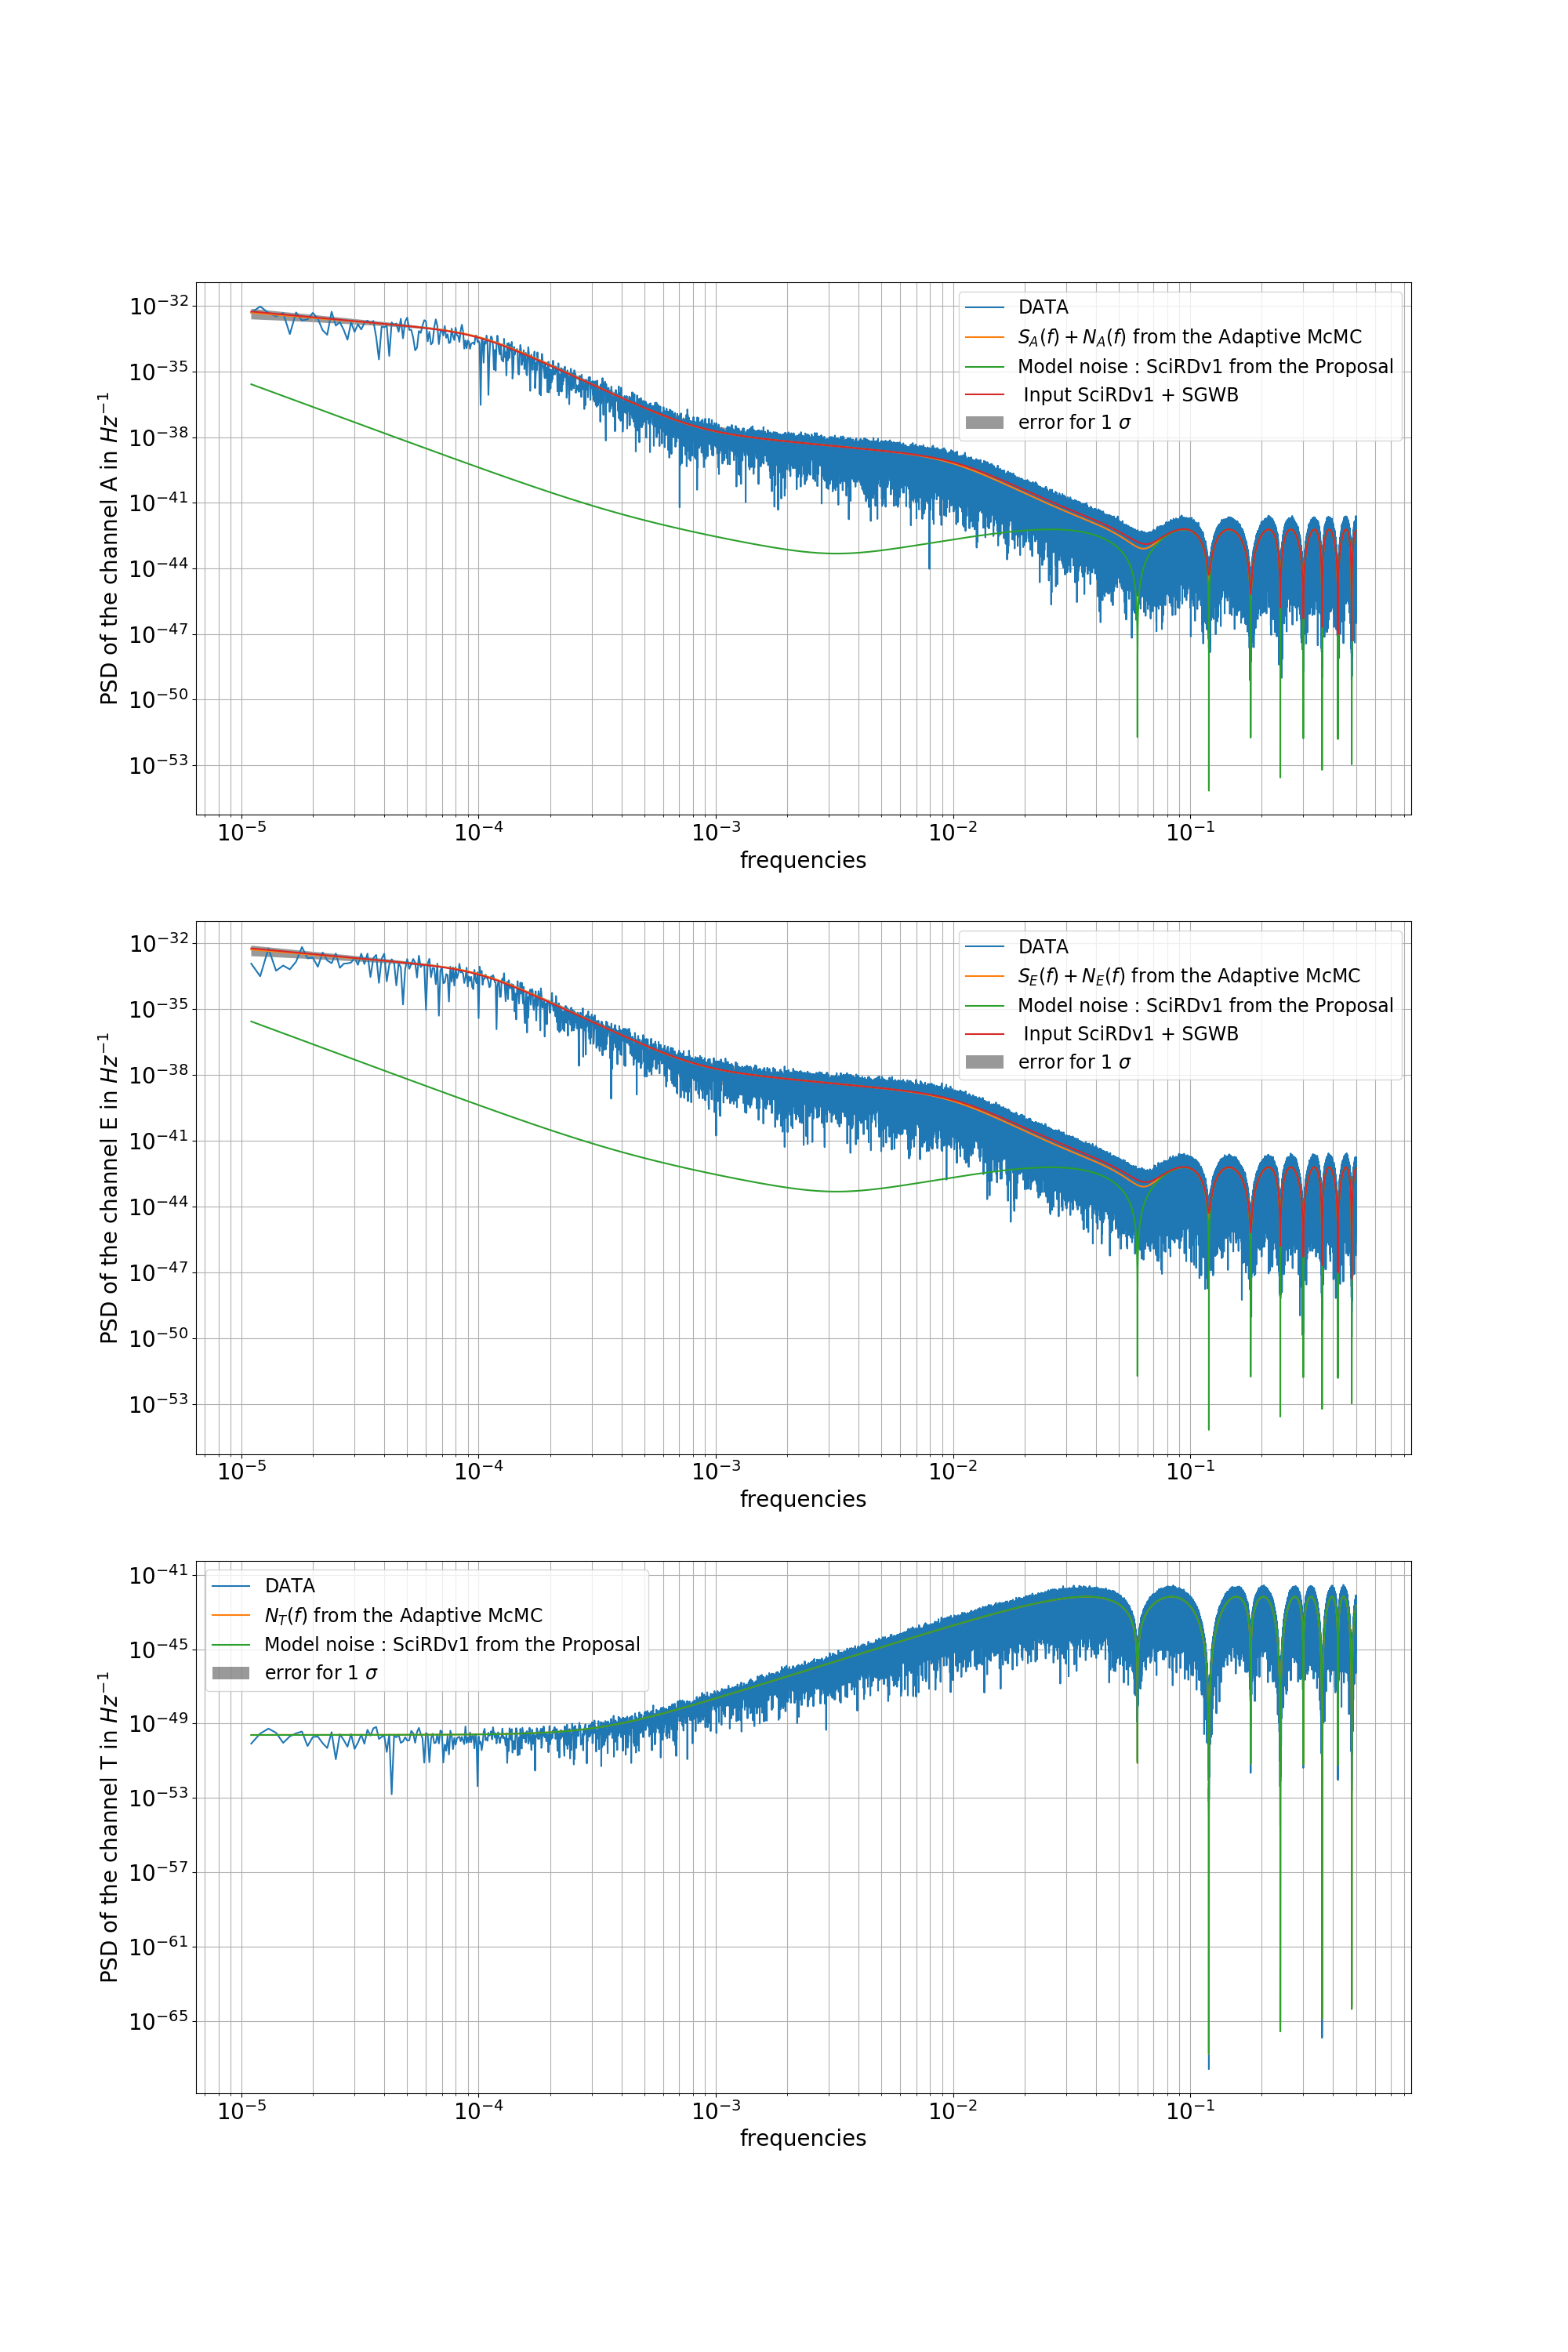 PSD of the channel A in Hz⁻¹
10⁻³²
10⁻³⁵
10⁻³⁸
10⁻⁴¹
10⁻⁴⁴
10⁻⁴⁷
10⁻⁵⁰
10⁻⁵³
DATA
S_A(f) + N_A(f) from the Adaptive McMC
Model noise : SciRDv1 from the Proposal
Input SciRDv1 + SGWB
error for 1 σ
10⁻⁵ 10⁻⁴ 10⁻³ 10⁻² 10⁻¹
frequencies
PSD of the channel E in Hz⁻¹
10⁻³²
10⁻³⁵
10⁻³⁸
10⁻⁴¹
10⁻⁴⁴
10⁻⁴⁷
10⁻⁵⁰
10⁻⁵³
DATA
S_E(f) + N_E(f) from the Adaptive McMC
Model noise : SciRDv1 from the Proposal
Input SciRDv1 + SGWB
error for 1 σ
10⁻⁵ 10⁻⁴ 10⁻³ 10⁻² 10⁻¹
frequencies
PSD of the channel T in Hz⁻¹
10⁻⁴¹
10⁻⁴⁵
10⁻⁴⁹
10⁻⁵³
10⁻⁵⁷
10⁻⁶¹
10⁻⁶⁵
DATA
N_T(f) from the Adaptive McMC
Model noise : SciRDv1 from the Proposal
error for 1 σ
10⁻⁵ 10⁻⁴ 10⁻³ 10⁻² 10⁻¹
frequencies